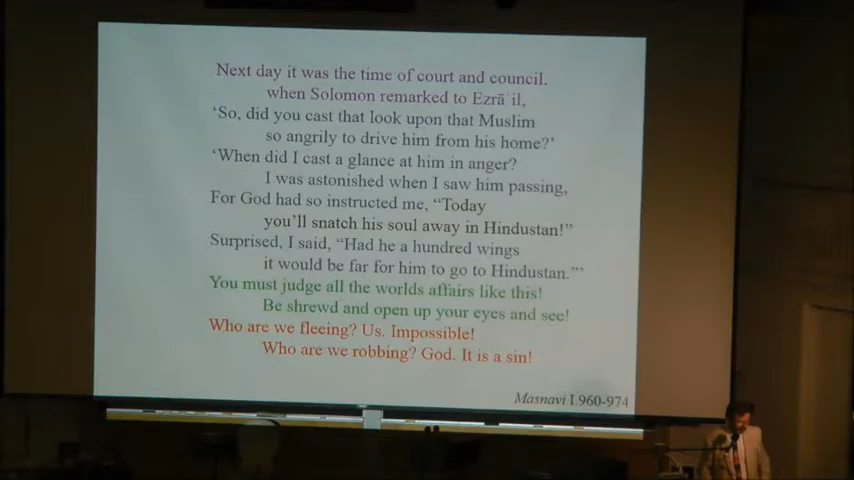 Next day it was the time of court and council.
when Solomon remarked to Ezrāʾil,
‘So, did you cast that look upon that Muslim
so angrily to drive him from his home?’
‘When did I cast a glance at him in anger?
I was astonished when I saw him passing,
For God had so instructed me, “Today
you’ll snatch his soul away in Hindustan!”
Surprised, I said, “Had he a hundred wings
it would be far for him to go to Hindustan.”’
You must judge all the worlds affairs like this!
Be shrewd and open up your eyes and see!
Who are we fleeing? Us. Impossible!
Who are we robbing? God. It is a sin!
Masnavi I.960-974